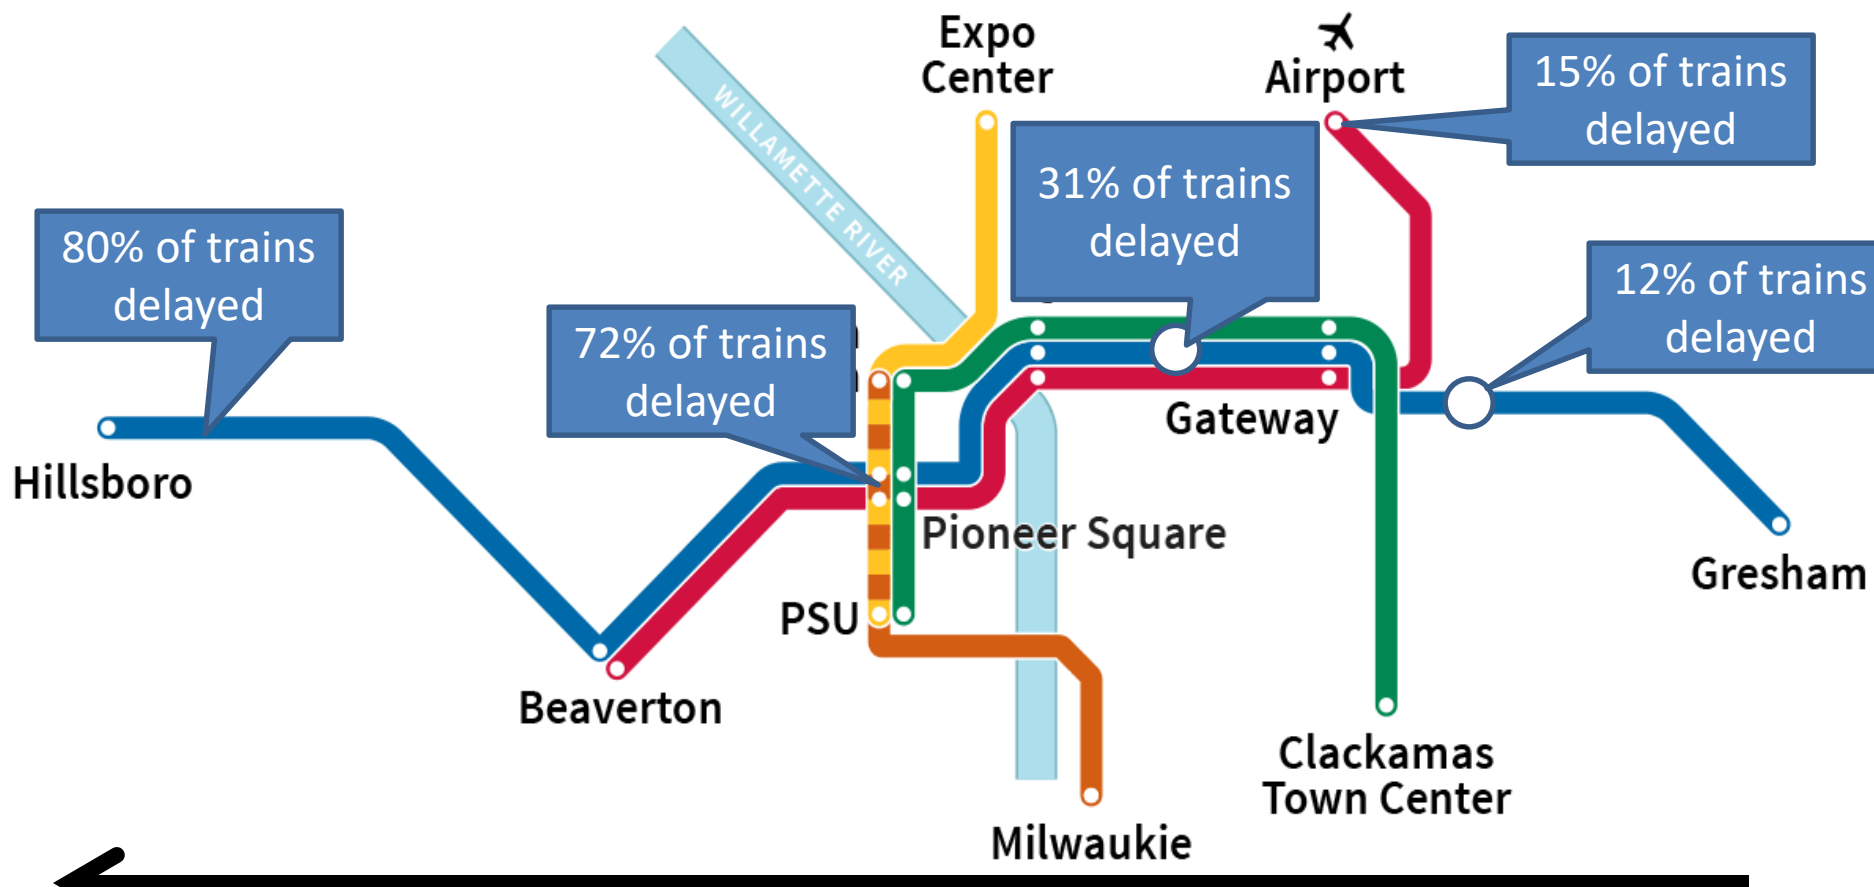 Expo
Center
Airport
15% of trains
delayed
WILLAMETTE RIVER
31% of trains
delayed
80% of trains
delayed
12% of trains
delayed
72% of trains
delayed
Gateway
Hillsboro
Pioneer Square
Gresham
PSU
Beaverton
Clackamas
Town Center
Milwaukie